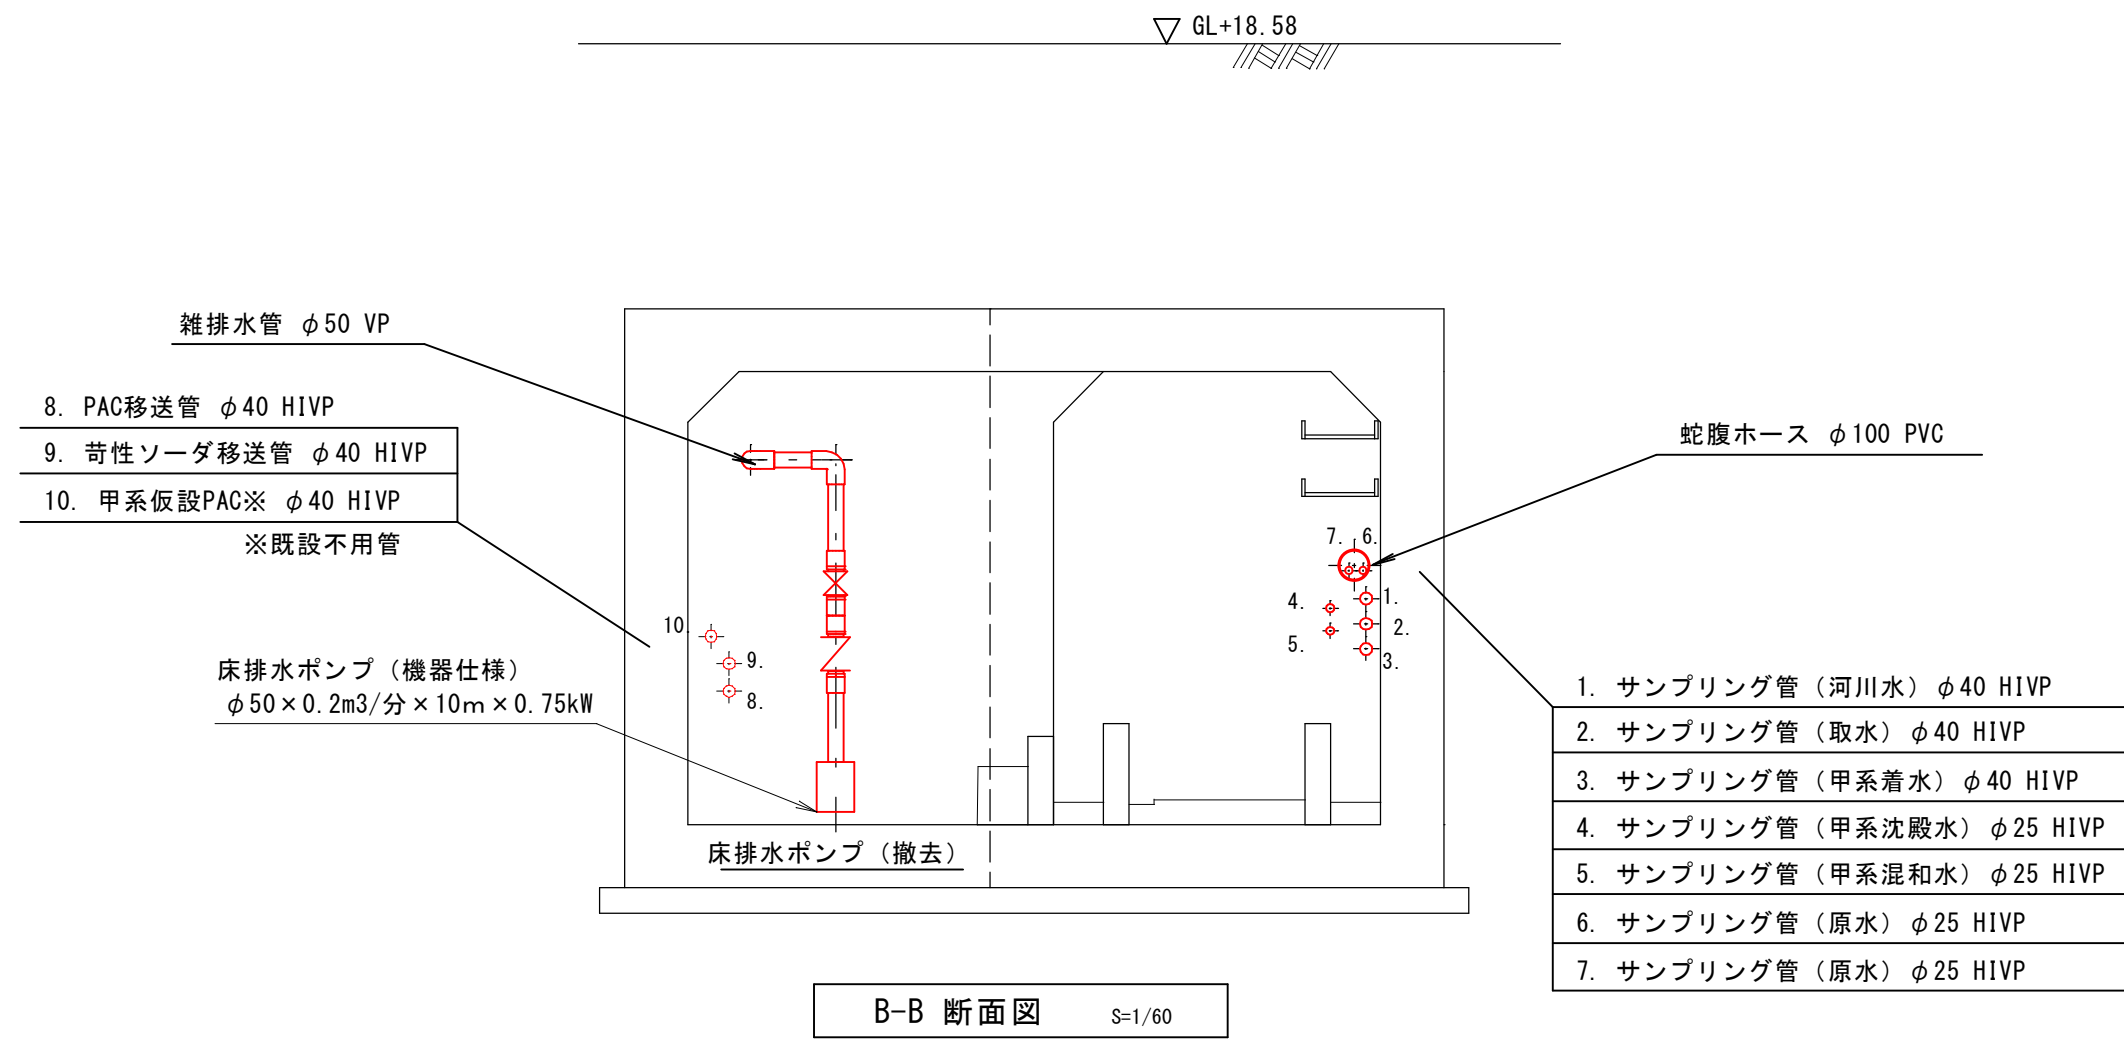 GL+18.58
雑排水管 φ50 VP
8. PAC移送管 φ40 HIVP
9. 苛性ソーダ移送管 φ40 HIVP
10. 甲系仮設PAC※ φ40 HIVP
※既設不用管
蛇腹ホース φ100 PVC
7. 6.
4. 1.
2.
5. 3.
10.
9.
8.
床排水ポンプ（機器仕様）
φ50×0.2m3/分×10m×0.75kW
床排水ポンプ（撤去）
1. サンプリング管（河川水）φ40 HIVP
2. サンプリング管（取水）φ40 HIVP
3. サンプリング管（甲系着水）φ40 HIVP
4. サンプリング管（甲系沈殿水）φ25 HIVP
5. サンプリング管（甲系混和水）φ25 HIVP
6. サンプリング管（原水）φ25 HIVP
7. サンプリング管（原水）φ25 HIVP
B-B 断面図 S=1/60